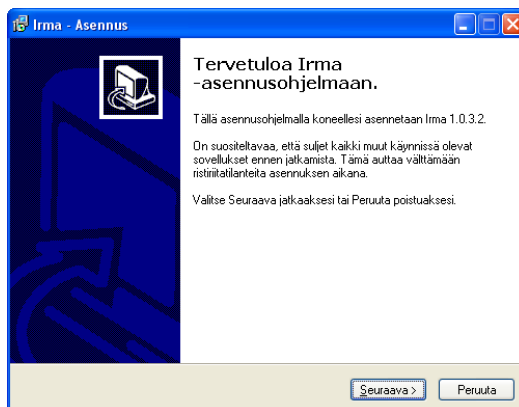 Irma - Asennus
Tervetuloa Irma
-asennusohjelmaan.
Tällä asennusohjelmalla koneellesi asennetaan Irma 1.0.3.2.
On suositeltavaa, että suljet kaikki muut käynnissä olevat
sovellukset ennen jatkamista. Tämä auttaa välttämään
ristiriitatilanteita asennuksen aikana.
Valitse Seuraava jatkaaksesi tai Peruuta poistuaksesi.
Seuraava >
Peruuta